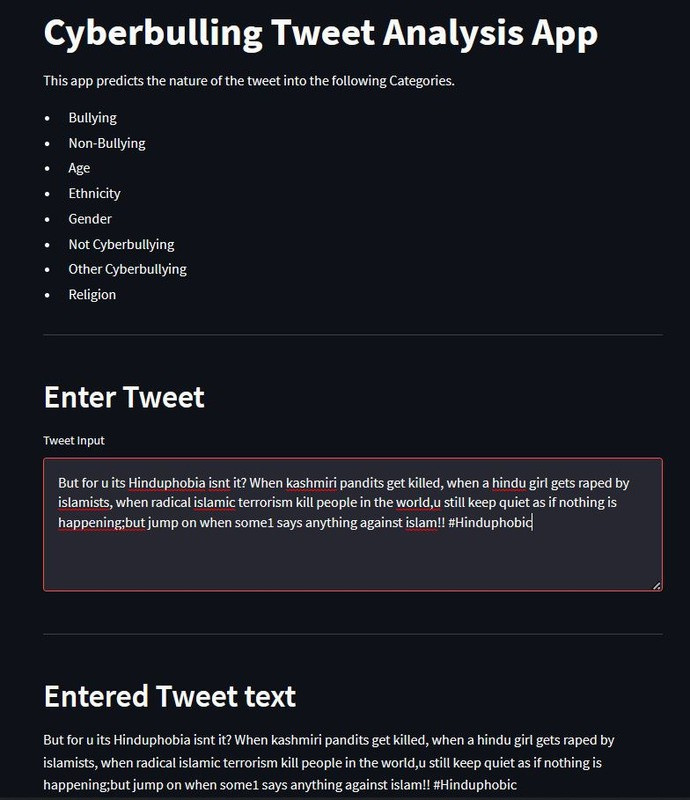 Cyberbulling Tweet Analysis App
This app predicts the nature of the tweet into the following Categories.
• Bullying
• Non-Bullying
• Age
• Ethnicity
• Gender
• Not Cyberbullying
• Other Cyberbullying
• Religion
Enter Tweet
Tweet Input
But for u its Hinduphobia isnt it? When kashmiri pandits get killed, when a hindu girl gets raped by
islamists, when radical islamic terrorism kill people in the world,u still keep quiet as if nothing is
happening;but jump on when some1 says anything against islam!! #Hinduphobic
Entered Tweet text
But for u its Hinduphobia isnt it? When kashmiri pandits get killed, when a hindu girl gets raped by
islamists, when radical islamic terrorism kill people in the world,u still keep quiet as if nothing is
happening;but jump on when some1 says anything against islam!! #Hinduphobic